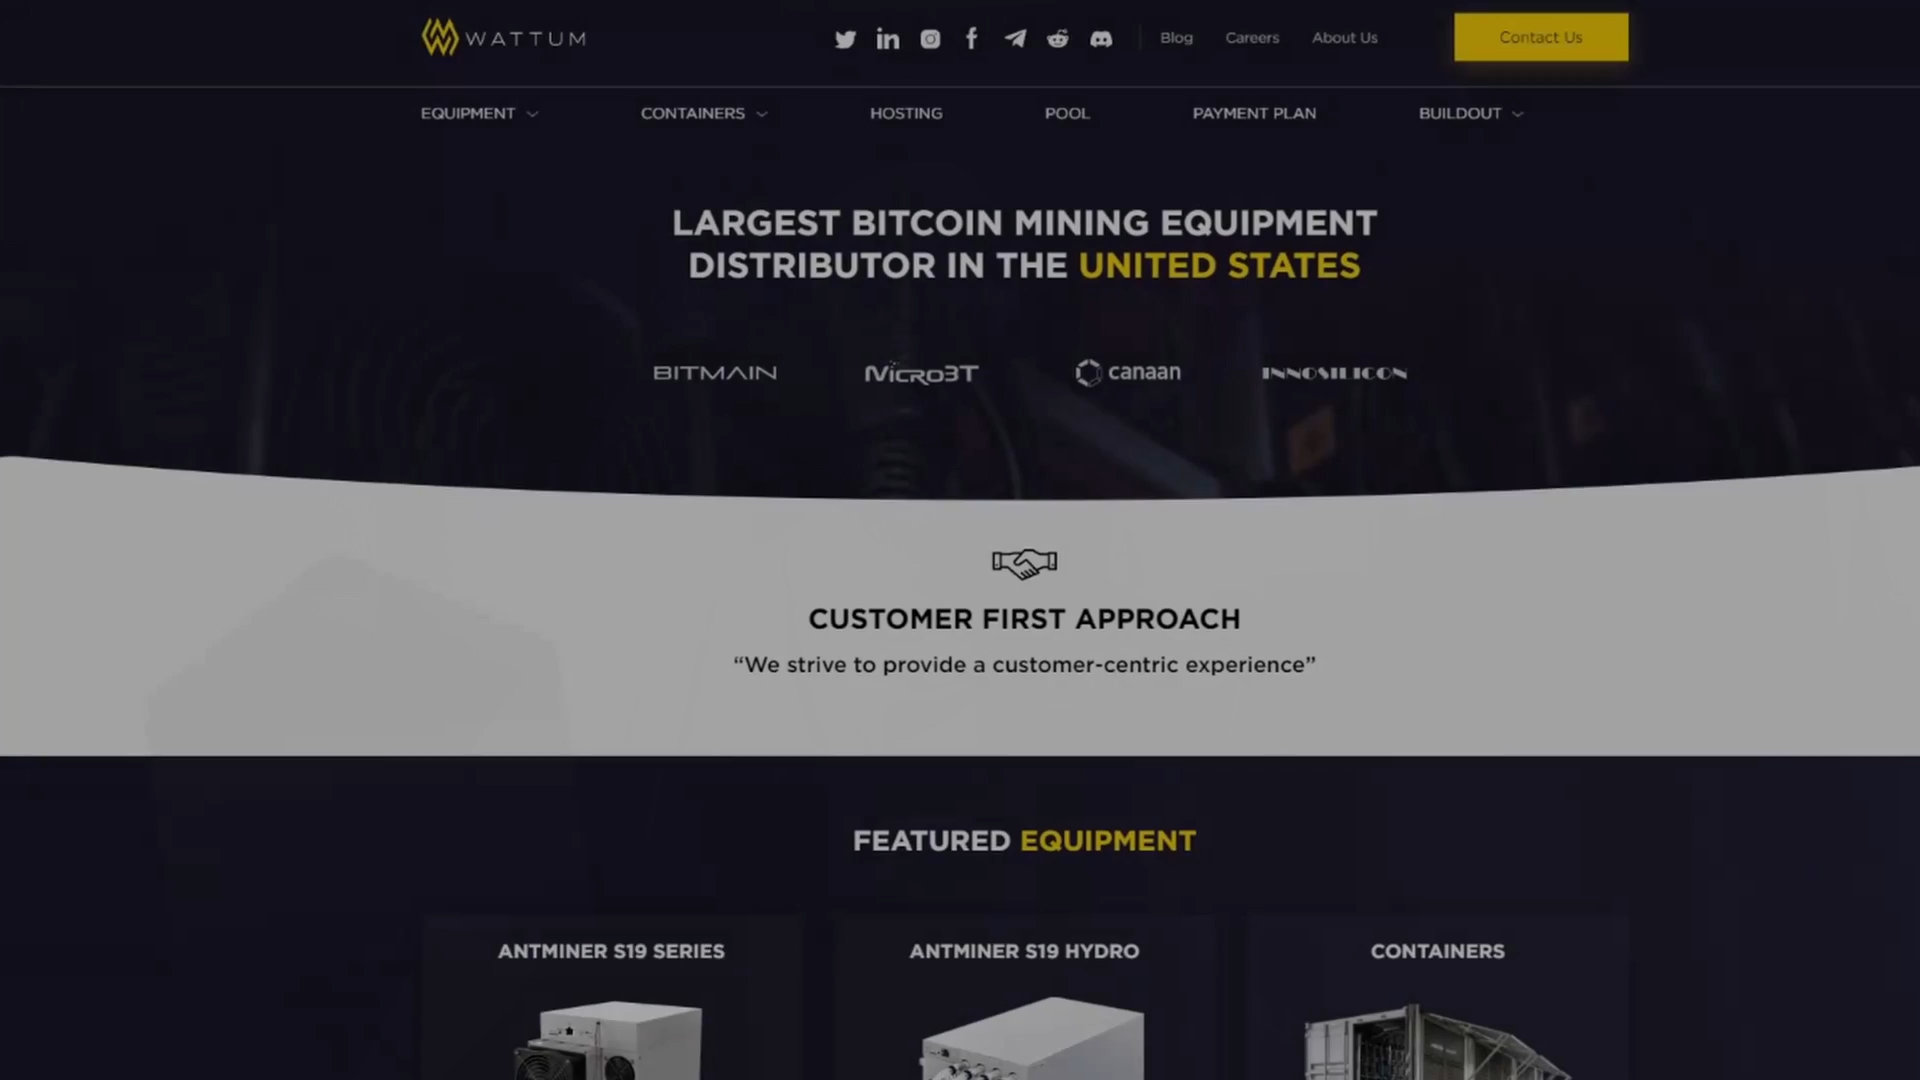 WATTUM
Blog
Careers
About Us
Contact Us
EQUIPMENT
CONTAINERS
HOSTING
POOL
PAYMENT PLAN
BUILDOUT
LARGEST BITCOIN MINING EQUIPMENT
DISTRIBUTOR IN THE UNITED STATES
BITMAIN
MICROBT
canaan
INNOSILICON
CUSTOMER FIRST APPROACH
“We strive to provide a customer-centric experience”
FEATURED EQUIPMENT
ANTMINER S19 SERIES
ANTMINER S19 HYDRO
CONTAINERS